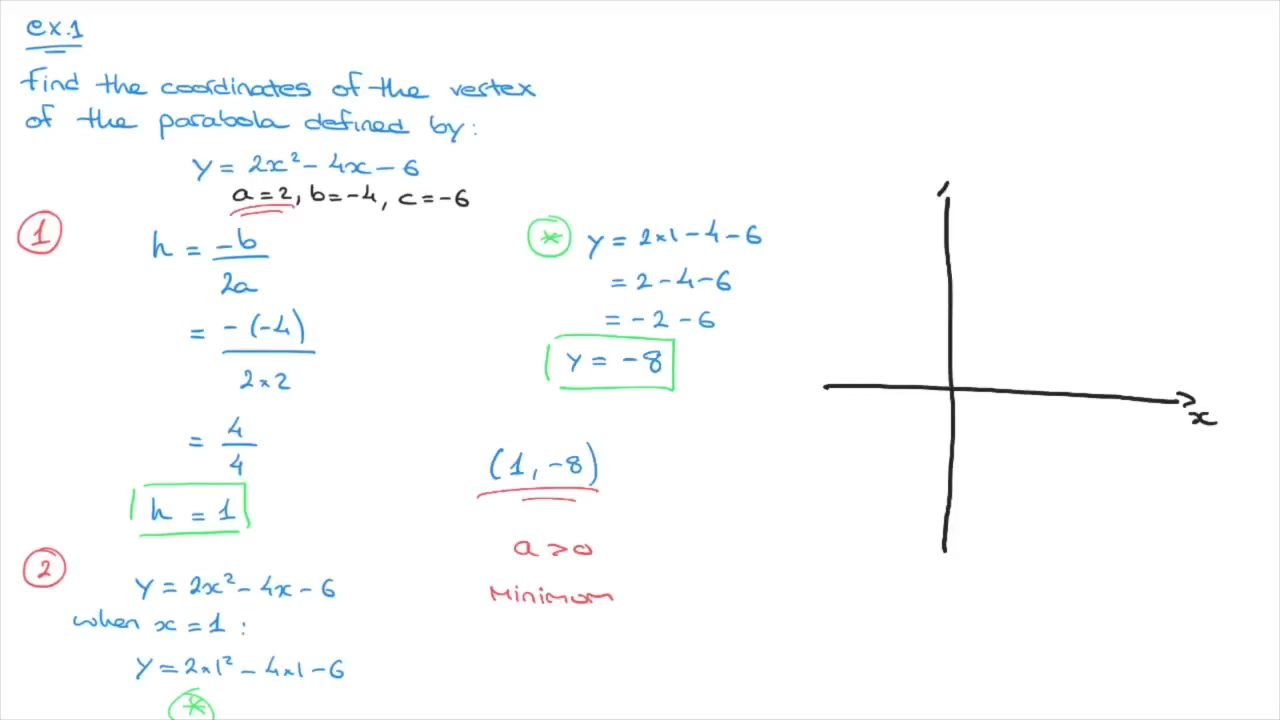 ex.1
Find the coordinates of the vertex
of the parabola defined by:
y = 2x² - 4x - 6
a = 2, b = -4, c = -6
1
h = -b
2a
= -(-4)
2×2
= 4
4
h = 1
2
y = 2x² - 4x - 6
when x = 1 :
y = 2×1² - 4×1 - 6
*
* y = 2×1 - 4 - 6
= 2 - 4 - 6
= -2 - 6
y = -8
(1, -8)
a > 0
Minimum
x